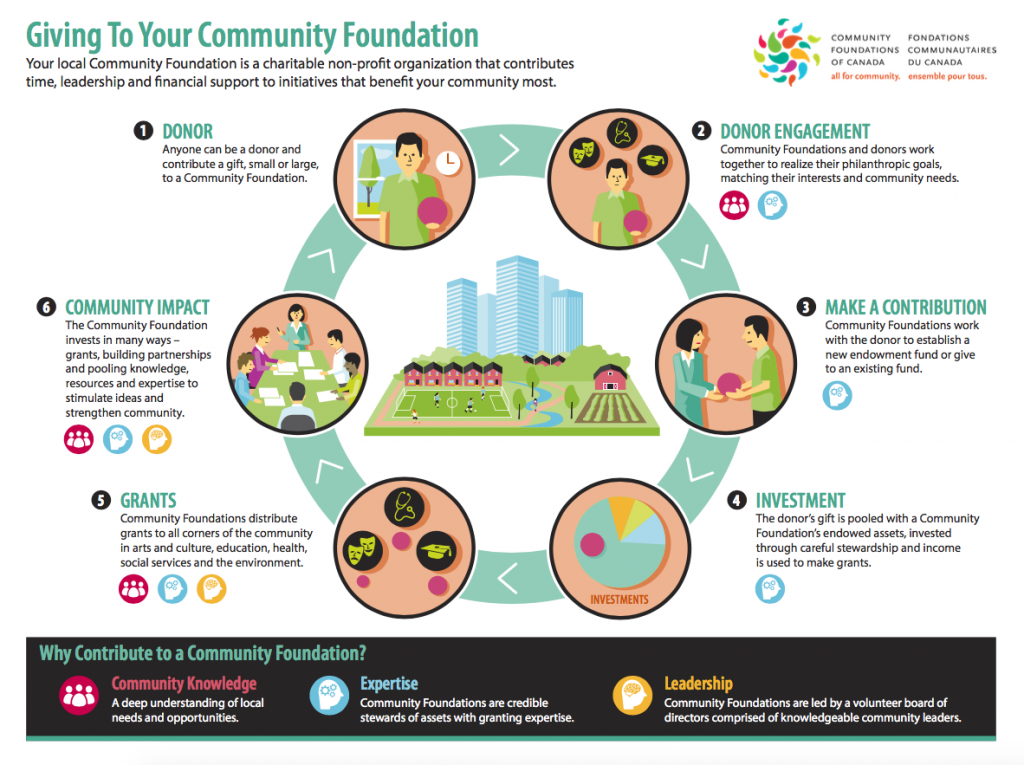 Giving To Your Community Foundation
Your local Community Foundation is a charitable non-profit organization that contributes
time, leadership and financial support to initiatives that benefit your community most.
COMMUNITY
FOUNDATIONS
OF CANADA
all for community.
FONDATIONS
COMMUNAUTAIRES
DU CANADA
ensemble pour tous.
1 DONOR
Anyone can be a donor and
contribute a gift, small or large,
to a Community Foundation.
2 DONOR ENGAGEMENT
Community Foundations and donors work
together to realize their philanthropic goals,
matching their interests and community needs.
3 MAKE A CONTRIBUTION
Community Foundations work
with the donor to establish a
new endowment fund or give
to an existing fund.
4 INVESTMENT
The donor's gift is pooled with a Community
Foundation's endowed assets, invested
through careful stewardship and income
is used to make grants.
INVESTMENTS
5 GRANTS
Community Foundations distribute
grants to all corners of the community
in arts and culture, education, health,
social services and the environment.
6 COMMUNITY IMPACT
The Community Foundation
invests in many ways –
grants, building partnerships
and pooling knowledge,
resources and expertise to
stimulate ideas and
strengthen community.
Why Contribute to a Community Foundation?
Community Knowledge
A deep understanding of local
needs and opportunities.
Expertise
Community Foundations are credible
stewards of assets with granting expertise.
Leadership
Community Foundations are led by a volunteer board of
directors comprised of knowledgeable community leaders.